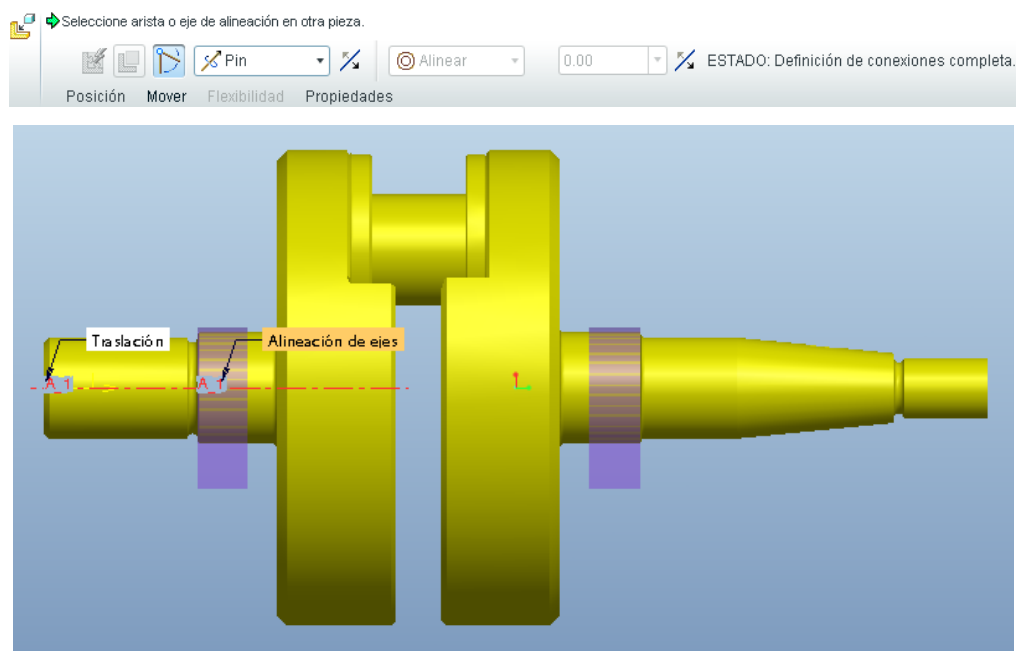 Seleccione arista o eje de alineación en otra pieza.
Pin Alinear 0.00 ESTADO: Definición de conexiones completa.
Posición Mover Flexibilidad Propiedades
Traslación Alineación de ejes
A_1 A_1